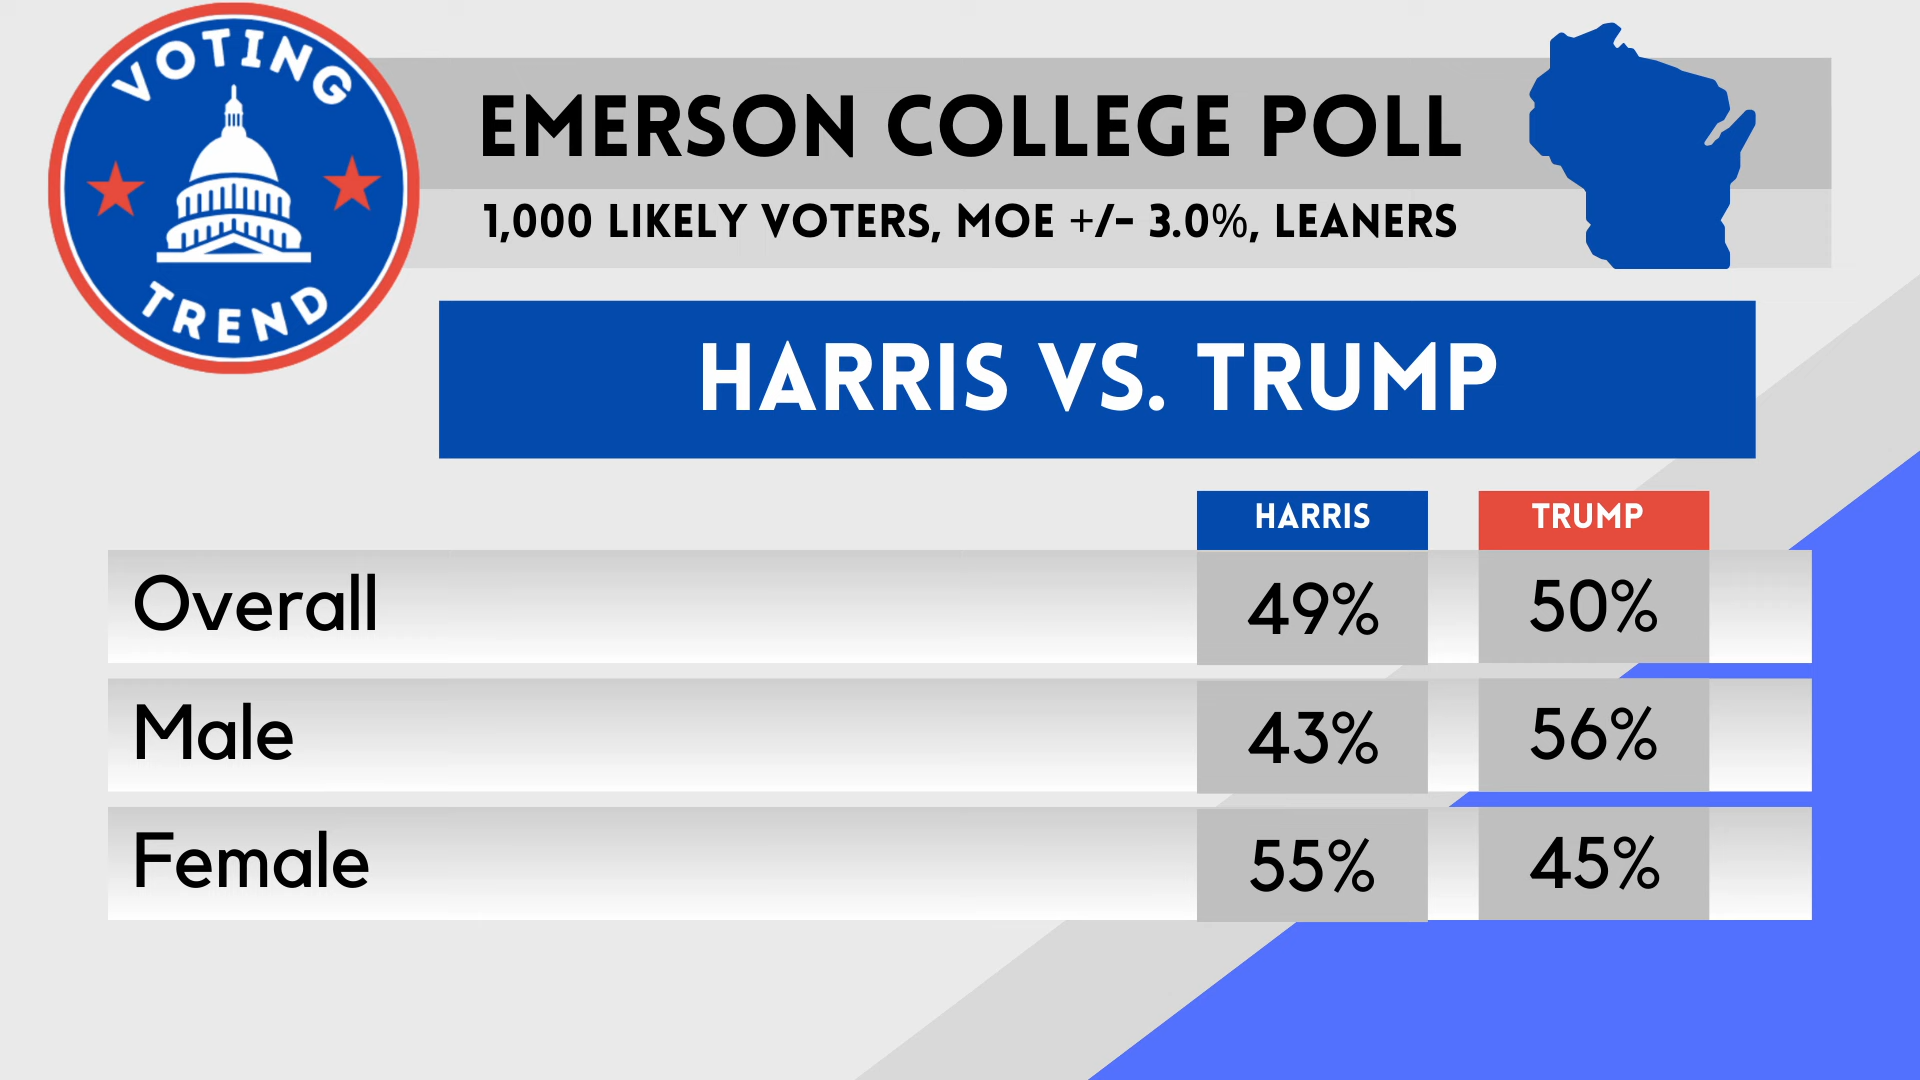 VOTING
TREND
EMERSON COLLEGE POLL
1,000 LIKELY VOTERS, MOE +/- 3.0%, LEANERS
HARRIS VS. TRUMP
HARRIS TRUMP
Overall 49% 50%
Male 43% 56%
Female 55% 45%